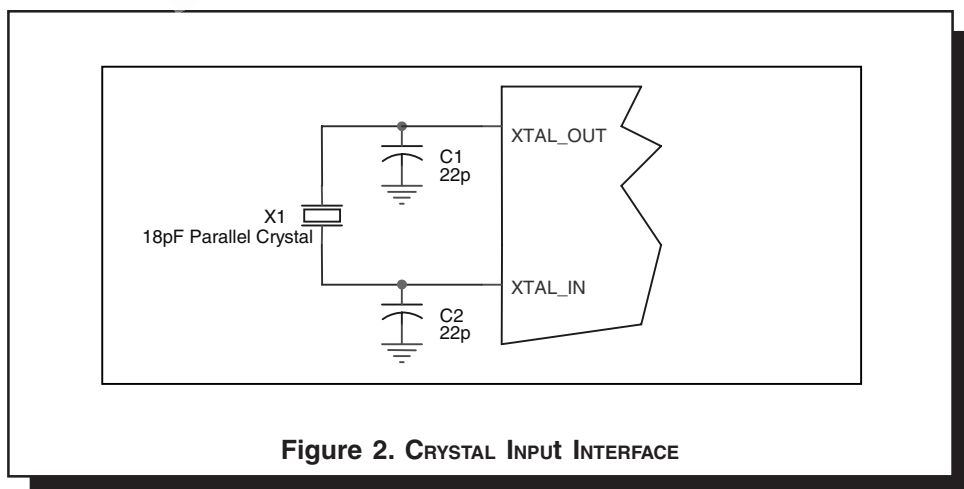 XTAL_OUT
C1
22p
X1
18pF Parallel Crystal
XTAL_IN
C2
22p
Figure 2. CRYSTAL INPUt INTERFACE